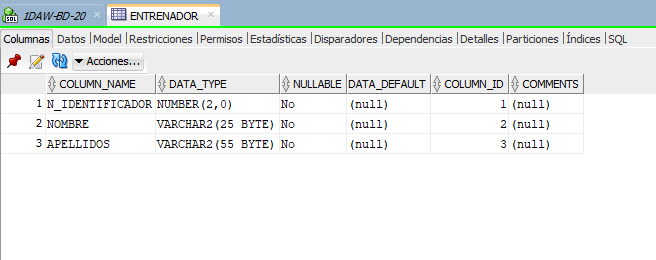 SQL 1DAW-BD-20 × ENTRENADOR ×
Columnas Datos Model Restricciones Permisos Estadísticas Disparadores Dependencias Detalles Particiones Índices SQL
Acciones...
COLUMN_NAME DATA_TYPE NULLABLE DATA_DEFAULT COLUMN_ID COMMENTS
1 N_IDENTIFICADOR NUMBER(2,0) No (null) 1 (null)
2 NOMBRE VARCHAR2(25 BYTE) No (null) 2 (null)
3 APELLIDOS VARCHAR2(55 BYTE) No (null) 3 (null)